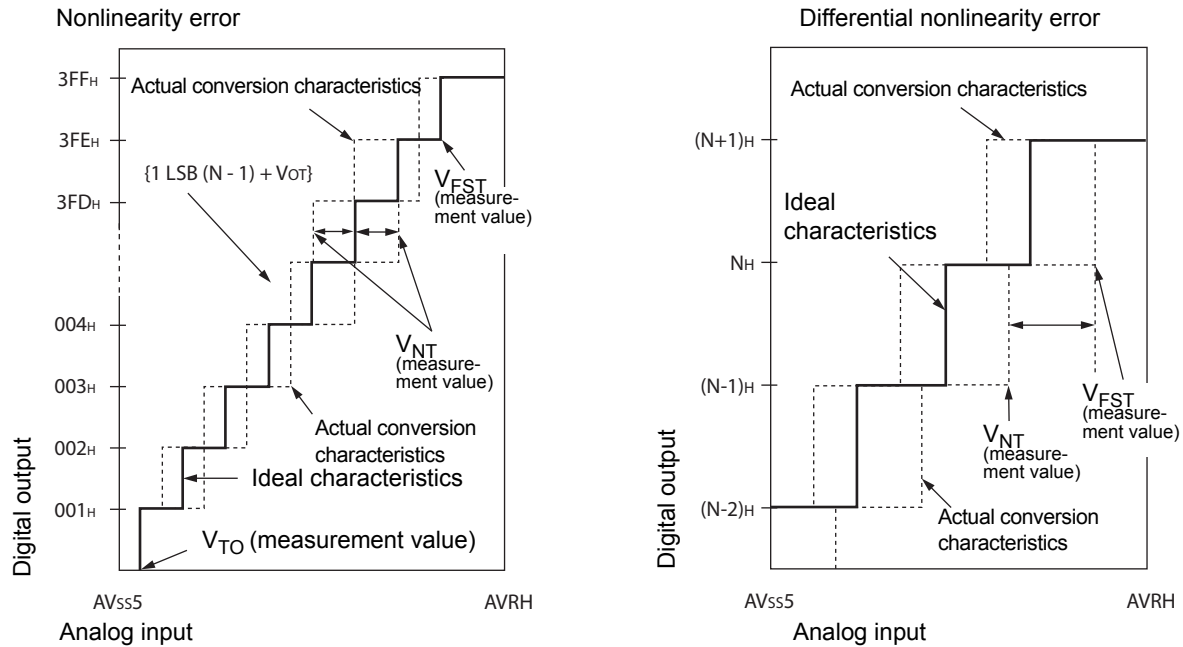 Nonlinearity error
3FFH
Actual conversion characteristics
3FEH
{1 LSB (N - 1) + VOT}
VFST
(measure-
ment value)
3FDH
004H
VNT
(measure-
ment value)
003H
Actual conversion
characteristics
002H
Ideal characteristics
001H
VTO (measurement value)
Digital output
AVss5
AVRH
Analog input
Differential nonlinearity error
Actual conversion characteristics
(N+1)H
Ideal
characteristics
NH
(N-1)H
VFST
(measure-
ment value)
VNT
(measure-
ment value)
(N-2)H
Actual conversion
characteristics
Digital output
AVss5
AVRH
Analog input